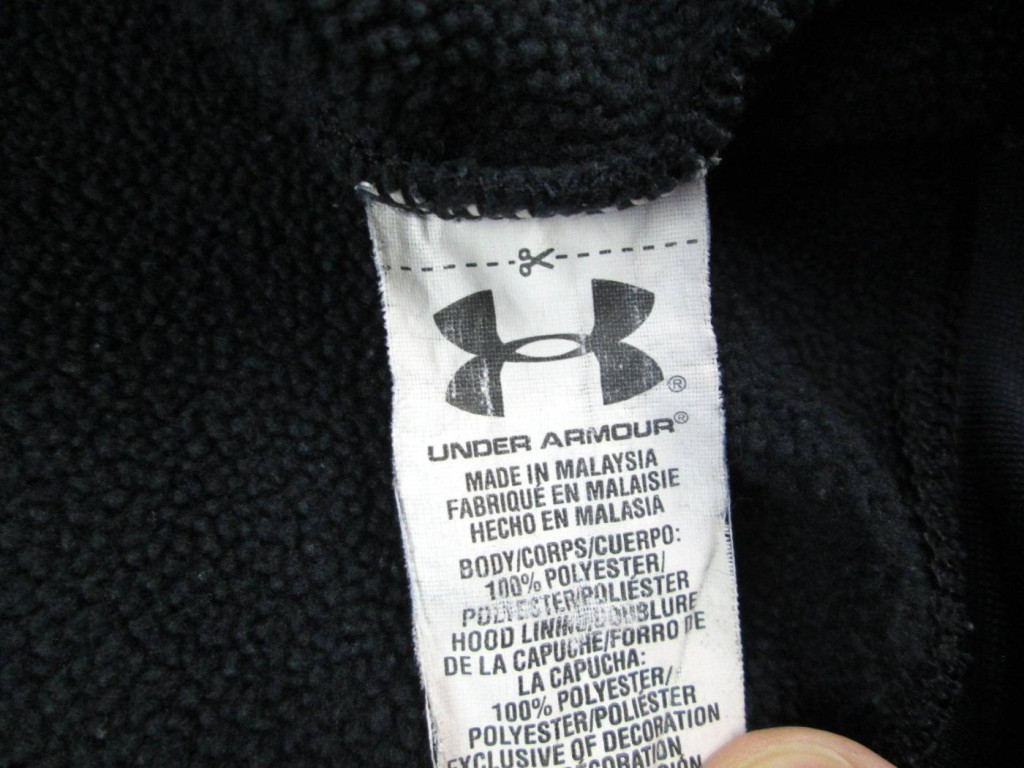 ®
UNDER ARMOUR®
MADE IN MALAYSIA
FABRIQUÉ EN MALAISIE
HECHO EN MALASIA
BODY/CORPS/CUERPO:
100% POLYESTER/
POLYESTER/POLIÉSTER
HOOD LINING/DOUBLURE
DE LA CAPUCHE/FORRO DE
LA CAPUCHA:
100% POLYESTER/
POLYESTER/POLIÉSTER
EXCLUSIVE OF DECORATION